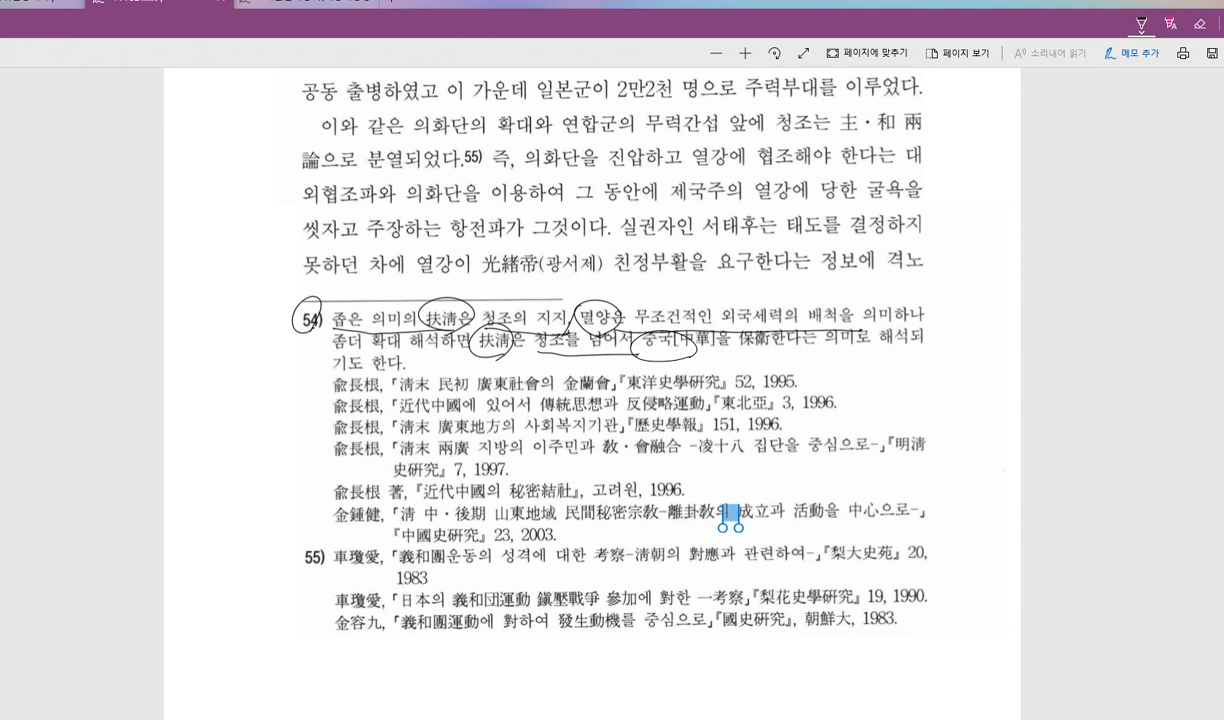 페이지에 맞추기
페이지 보기
소리내어 읽기
메모 추가
공동 출병하였고 이 가운데 일본군이 2만2천 명으로 주력부대를 이루었다.
이와 같은 의화단의 확대와 연합군의 무력간섭 앞에 청조는 主・和 兩
論으로 분열되었다.55) 즉, 의화단을 진압하고 열강에 협조해야 한다는 대
외협조파와 의화단을 이용하여 그 동안에 제국주의 열강에 당한 굴욕을
씻자고 주장하는 항전파가 그것이다. 실권자인 서태후는 태도를 결정하지
못하던 차에 열강이 光緖帝(광서제) 친정부활을 요구한다는 정보에 격노
54) 좁은 의미의 扶淸은 청조의 지지, 멸양은 무조건적인 외국세력의 배척을 의미하나
좀더 확대 해석하면 扶淸은 청조를 넘어서 중국[中華]을 保衛한다는 의미로 해석되
기도 한다.
兪長根, 「淸末 民初 廣東社會의 金蘭會」『東洋史學硏究』 52, 1995.
兪長根, 「近代中國에 있어서 傳統思想과 反侵略運動」『東北亞』 3, 1996.
兪長根, 「淸末 廣東地方의 사회복지기관」『歷史學報』 151, 1996.
兪長根, 「淸末 兩廣 지방의 이주민과 敎・會融合 -凌十八 집단을 중심으로-」『明淸
史硏究』 7, 1997.
兪長根 著, 『近代中國의 秘密結社』, 고려원, 1996.
金鍾健, 「淸 中・後期 山東地域 民間秘密宗敎-離卦敎의 成立과 活動을 中心으로-」
『中國史硏究』 23, 2003.
55) 車瓊愛, 「義和團운동의 성격에 대한 考察-淸朝의 對應과 관련하여-」『梨大史苑』 20,
1983
車瓊愛, 「日本의 義和団運動 鎭壓戰爭 參加에 對한 一考察」『梨花史學硏究』 19, 1990.
金容九, 「義和團運動에 對하여 發生動機를 중심으로」『國史硏究』, 朝鮮大, 1983.